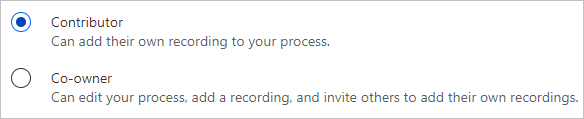 Contributor
Can add their own recording to your process.
Co-owner
Can edit your process, add a recording, and invite others to add their own recordings.